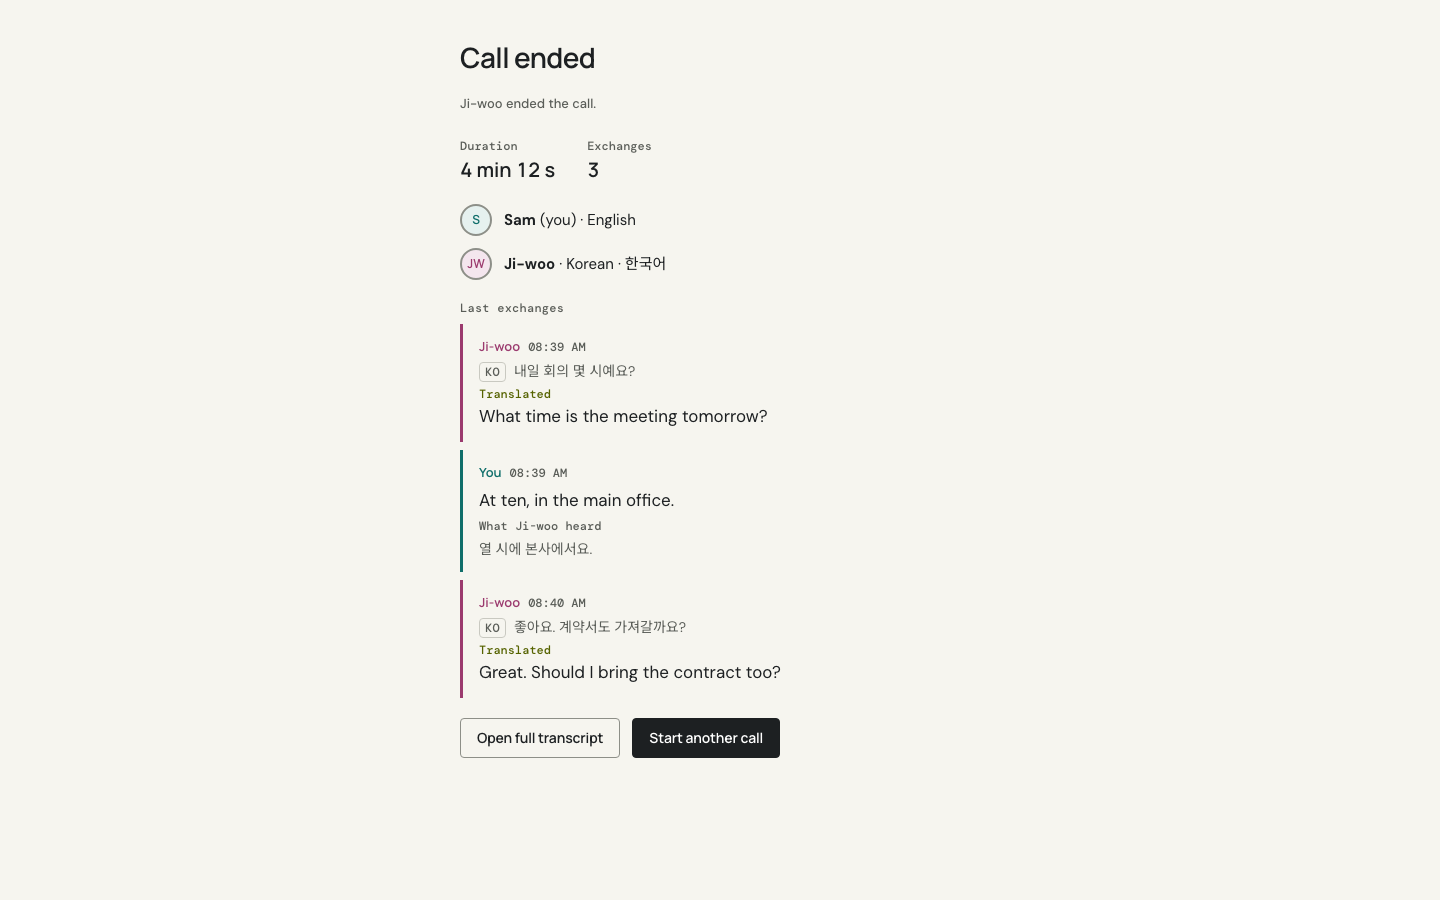 Call ended
Ji-woo ended the call.
Duration Exchanges
4 min 12 s 3
S Sam (you) · English
JW Ji-woo · Korean · 한국어
Last exchanges
Ji-woo 08:39 AM
KO 내일 회의 몇 시예요?
Translated
What time is the meeting tomorrow?
You 08:39 AM
At ten, in the main office.
What Ji-woo heard
열 시에 본사에서요.
Ji-woo 08:40 AM
KO 좋아요. 계약서도 가져갈까요?
Translated
Great. Should I bring the contract too?
Open full transcript Start another call